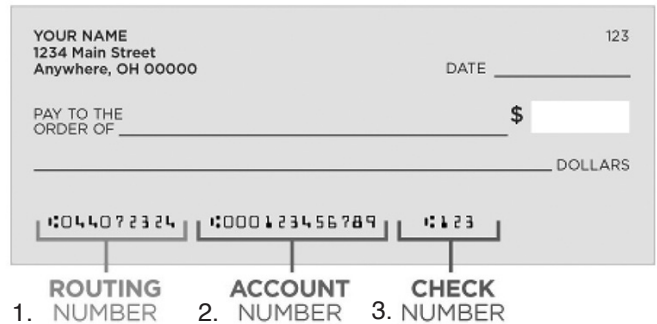 YOUR NAME
123
1234 Main Street
Anywhere, OH 00000
DATE
PAY TO THE
ORDER OF
$
DOLLARS
⑆044072324 ⑆000123456789 ⑆123
ROUTING ACCOUNT CHECK
1. NUMBER 2. NUMBER 3. NUMBER